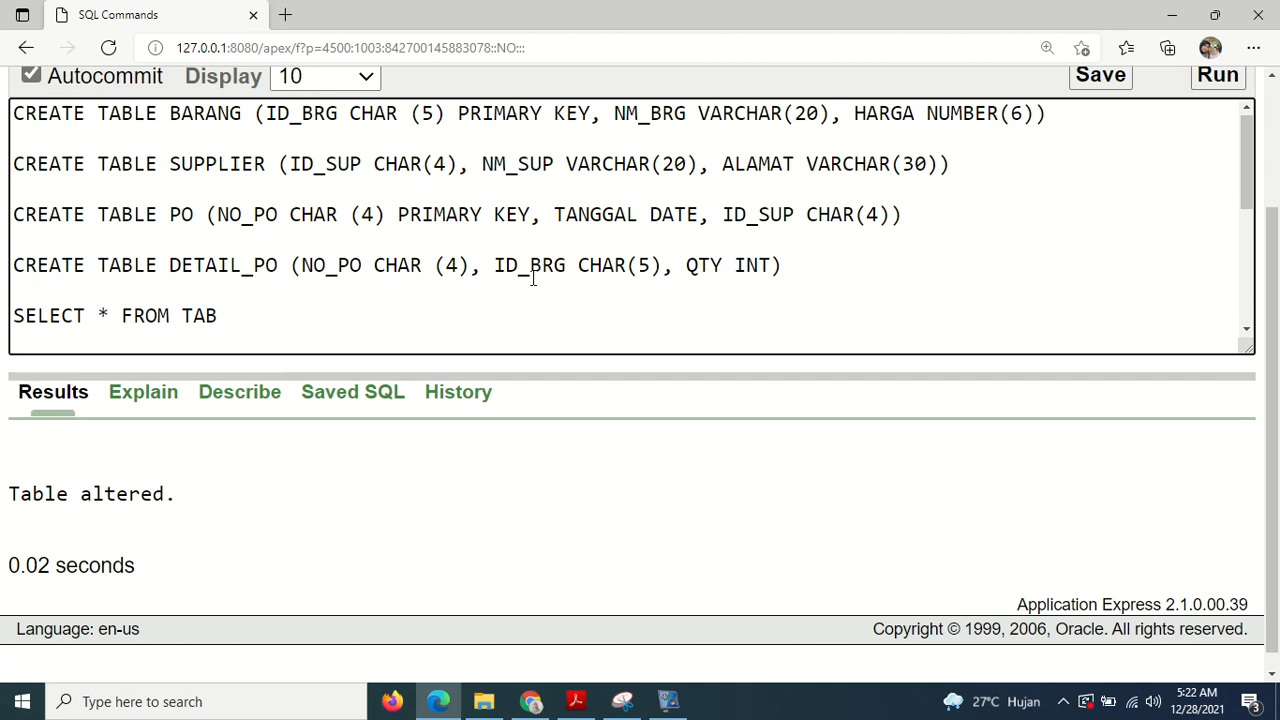 SQL Commands
127.0.0.1:8080/apex/f?p=4500:1003:842700145883078::NO:::
Autocommit Display 10 Save Run
CREATE TABLE BARANG (ID_BRG CHAR (5) PRIMARY KEY, NM_BRG VARCHAR(20), HARGA NUMBER(6))
CREATE TABLE SUPPLIER (ID_SUP CHAR(4), NM_SUP VARCHAR(20), ALAMAT VARCHAR(30))
CREATE TABLE PO (NO_PO CHAR (4) PRIMARY KEY, TANGGAL DATE, ID_SUP CHAR(4))
CREATE TABLE DETAIL_PO (NO_PO CHAR (4), ID_BRG CHAR(5), QTY INT)
SELECT * FROM TAB
Results Explain Describe Saved SQL History
Table altered.
0.02 seconds
Application Express 2.1.0.00.39
Language: en-us Copyright © 1999, 2006, Oracle. All rights reserved.
Type here to search 27°C Hujan 5:22 AM
12/28/2021 3